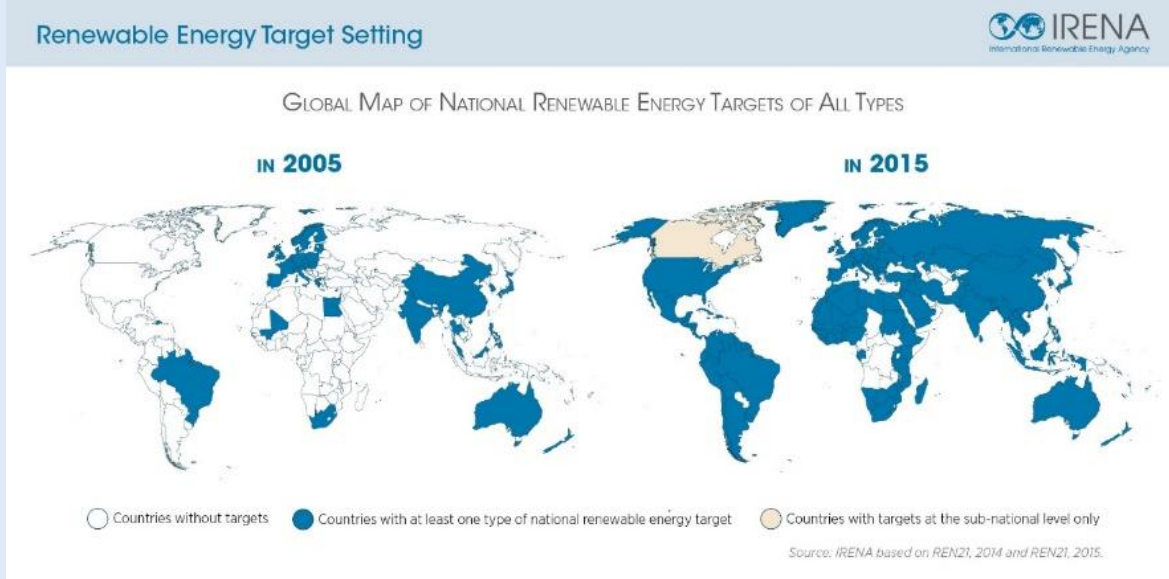 Renewable Energy Target Setting
IRENA
International Renewable Energy Agency
GLOBAL MAP OF NATIONAL RENEWABLE ENERGY TARGETS OF ALL TYPES
IN 2005
IN 2015
Countries without targets
Countries with at least one type of national renewable energy target
Countries with targets at the sub-national level only
Source: IRENA based on REN21, 2014 and REN21, 2015.